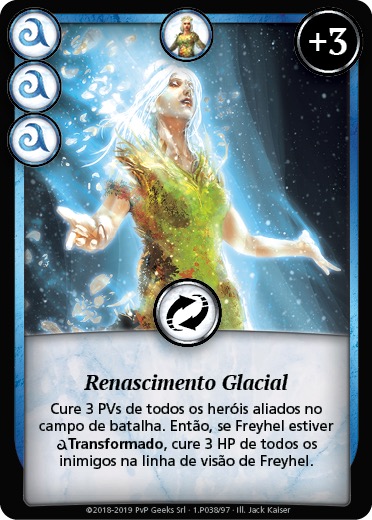 +3
Renascimento Glacial
Cure 3 PVs de todos os heróis aliados no
campo de batalha. Então, se Freyhel estiver
Transformado, cure 3 HP de todos os
inimigos na linha de visão de Freyhel.
©2018-2019 PvP Geeks Srl · 1.P038/97 · Ill. Jack Kaiser